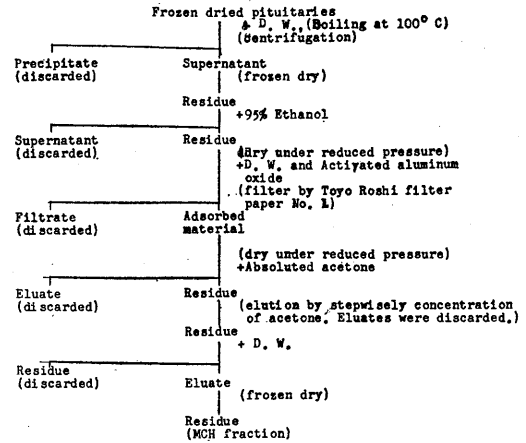 Frozen dried pituitaries
+ D. W., (Boiling at 100° C)
(centrifugation)
Precipitate
(discarded)
Supernatant
(frozen dry)
Residue
+95% Ethanol
Supernatant
(discarded)
Residue
(dry under reduced pressure)
+D. W. and Activated aluminum
oxide
(filter by Toyo Roshi filter
paper No. 1)
Filtrate
(discarded)
Adsorbed
material
(dry under reduced pressure)
+Absoluted acetone
Eluate
(discarded)
Residue
(elution by stepwisely concentration
of acetone. Eluates were discarded.)
Residue
+ D. W.
Residue
(discarded)
Eluate
(frozen dry)
Residue
(MCH fraction)